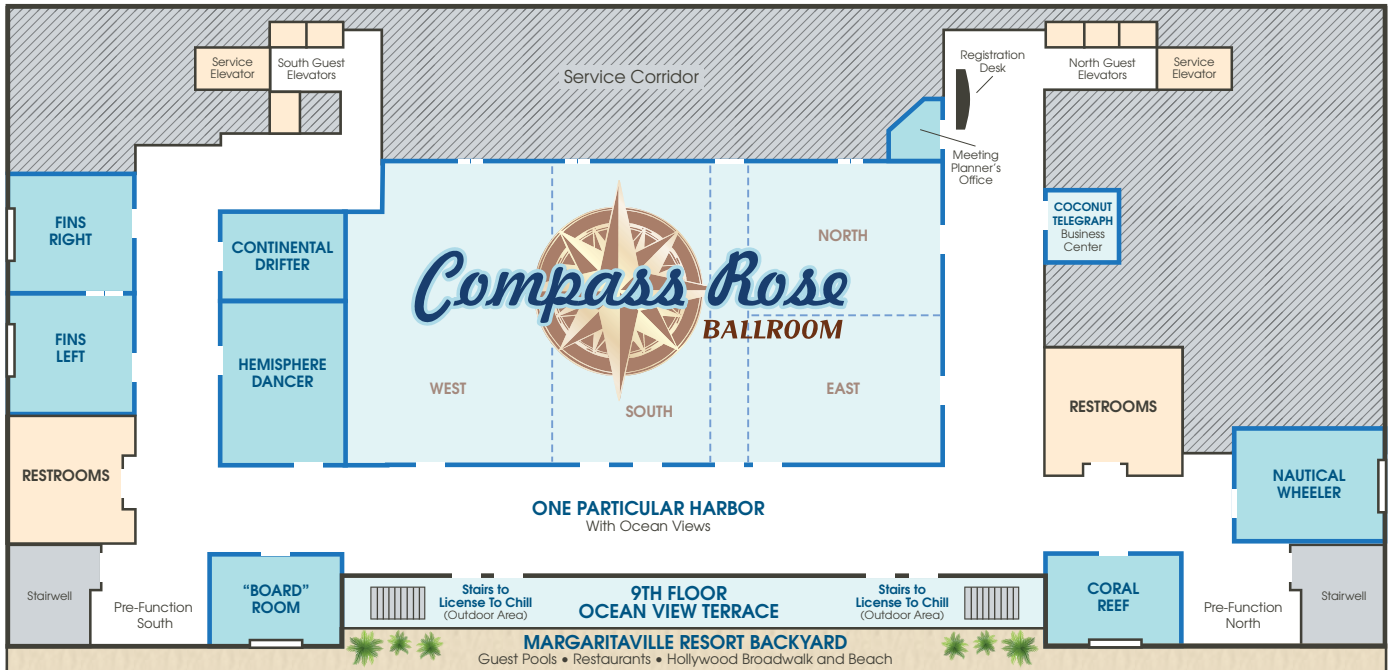 Service
Elevator
South Guest
Elevators
Service Corridor
Registration
Desk
North Guest
Elevators
Service
Elevator
Meeting
Planner's
Office
FINS
RIGHT
CONTINENTAL
DRIFTER
NORTH
COCONUT
TELEGRAPH
Business
Center
Compass Rose
BALLROOM
FINS
LEFT
HEMISPHERE
DANCER
WEST
SOUTH
EAST
RESTROOMS
RESTROOMS
NAUTICAL
WHEELER
ONE PARTICULAR HARBOR
With Ocean Views
Stairwell
Pre-Function
South
“BOARD”
ROOM
Stairs to
License To Chill
(Outdoor Area)
9TH FLOOR
OCEAN VIEW TERRACE
Stairs to
License To Chill
(Outdoor Area)
CORAL
REEF
Pre-Function
North
Stairwell
MARGARITAVILLE RESORT BACKYARD
Guest Pools • Restaurants • Hollywood Broadwalk and Beach